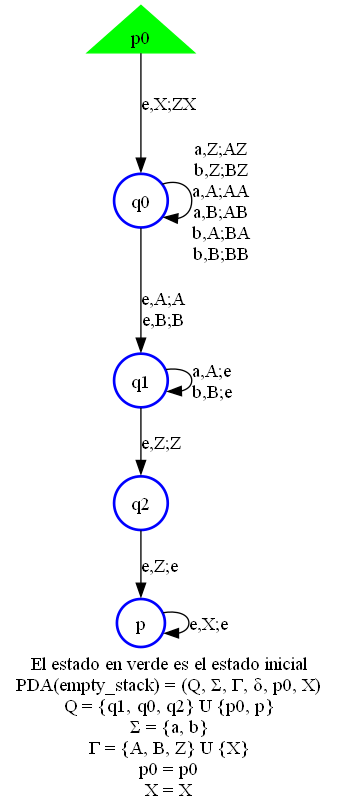 p0
e,X;ZX
q0
a,Z;AZ
b,Z;BZ
a,A;AA
a,B;AB
b,A;BA
b,B;BB
e,A;A
e,B;B
q1
a,A;e
b,B;e
e,Z;Z
q2
e,Z;e
p
e,X;e
El estado en verde es el estado inicial
PDA(empty_stack) = (Q, Σ, Γ, δ, p0, X)
Q = {q1, q0, q2} U {p0, p}
Σ = {a, b}
Γ = {A, B, Z} U {X}
p0 = p0
X = X